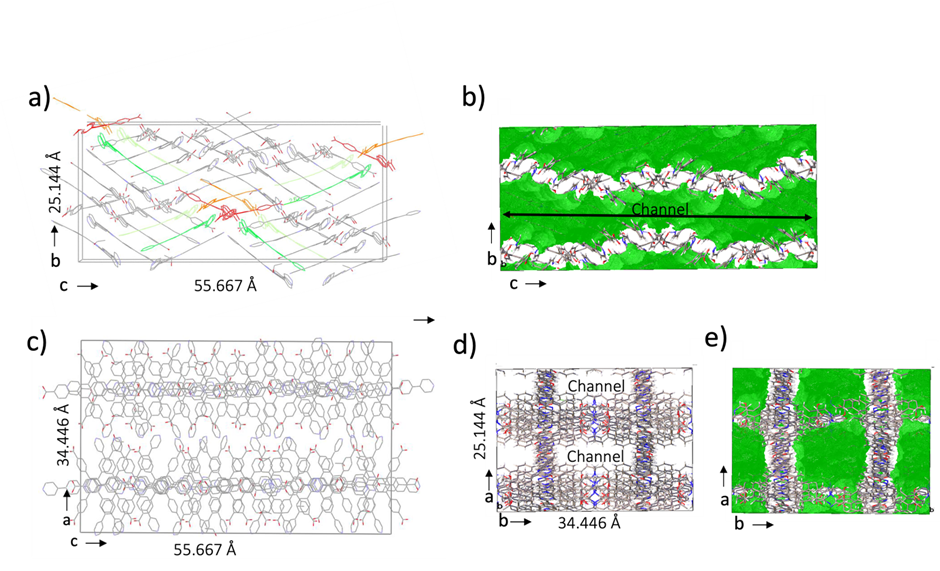 a)
25.144 Å
b
c
55.667 Å
b)
Channel
b
c
c)
34.446 Å
a
c
55.667 Å
d)
Channel
Channel
25.144 Å
a
b
b
34.446 Å
e)
a
b
b